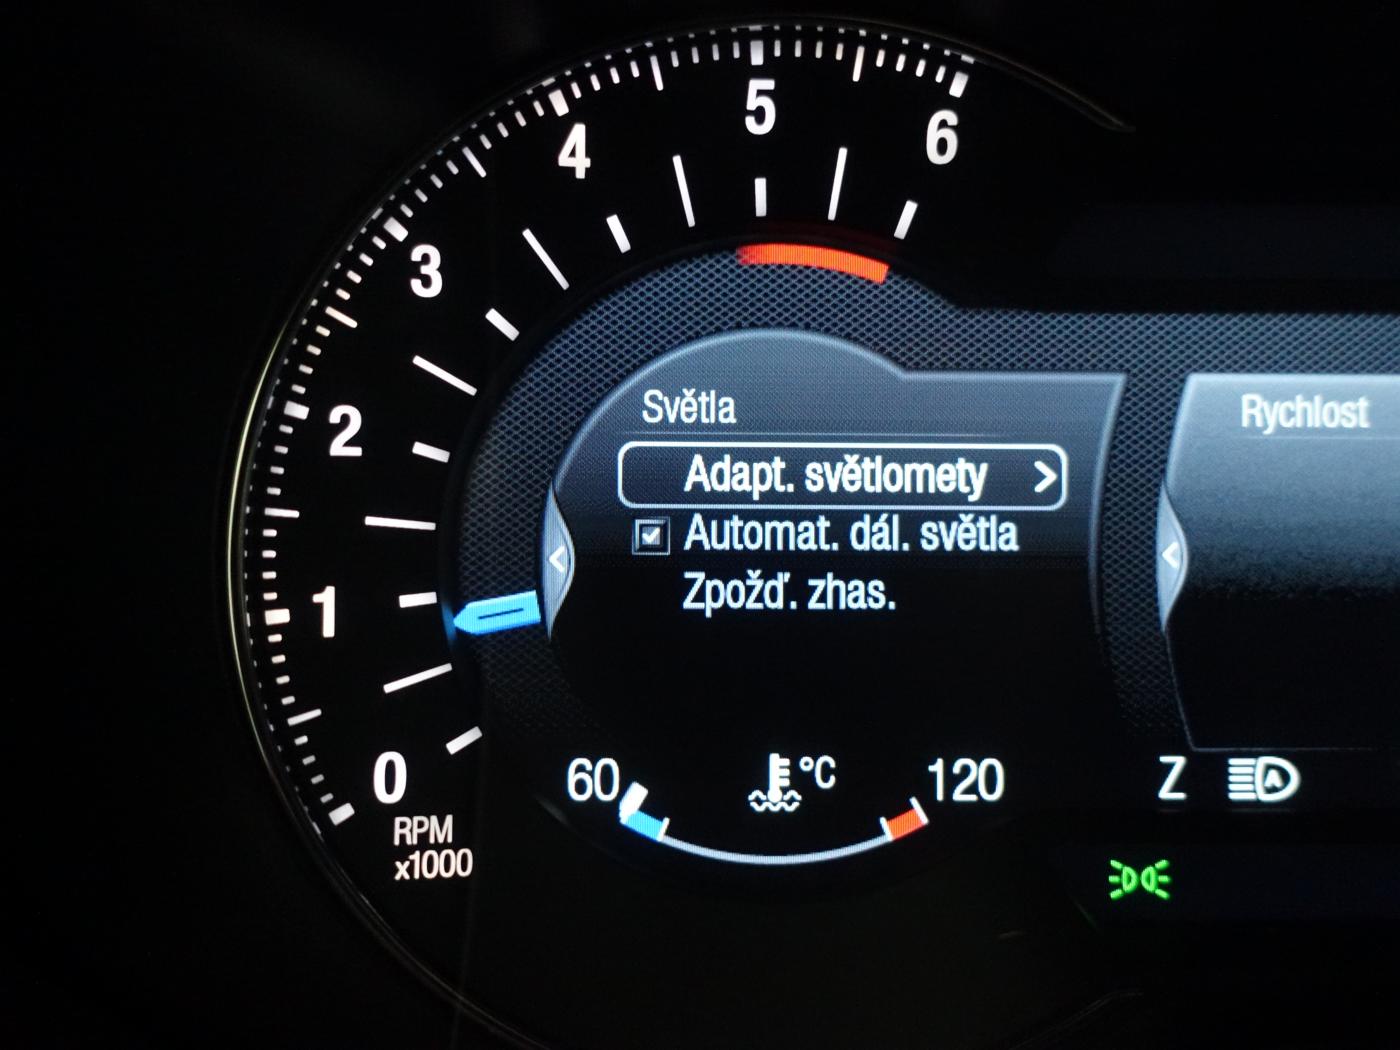 6
5
4
3
2
1
0
RPM
x1000
Světla
Adapt. světlomety
Automat. dál. světla
Zpožď. zhas.
Rychlost
60
°C
120
Z
A